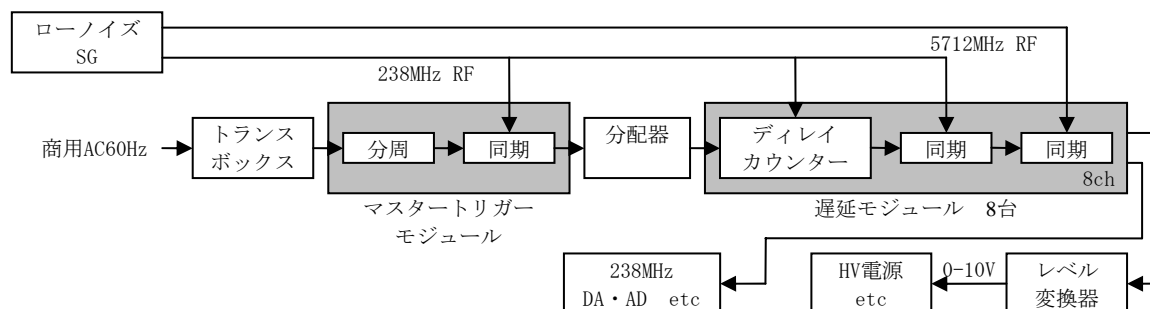 ローノイズ
SG
5712MHz RF
238MHz RF
商用AC60Hz
トランス
ボックス
分周
同期
分配器
ディレイ
カウンター
同期
同期
8ch
マスタートリガー
モジュール
遅延モジュール 8台
238MHz
DA・AD etc
HV電源
etc
0-10V
レベル
変換器